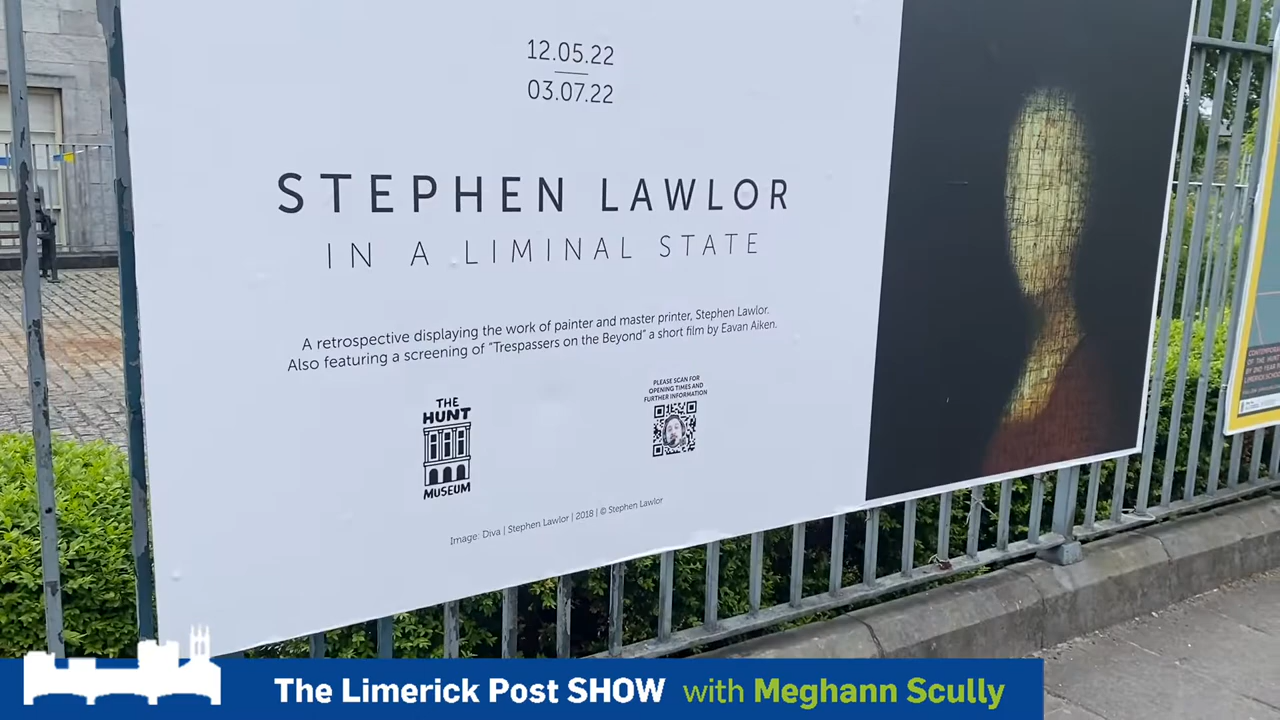 12.05.22
03.07.22
STEPHEN LAWLOR
IN A LIMINAL STATE
A retrospective displaying the work of painter and master printer, Stephen Lawlor.
Also featuring a screening of "Trespassers on the Beyond" a short film by Eavan Aiken.
THE
HUNT
MUSEUM
PLEASE SCAN FOR
OPENING TIMES AND
FURTHER INFORMATION
Image: Diva | Stephen Lawlor | 2018 | © Stephen Lawlor
The Limerick Post SHOW with Meghann Scully